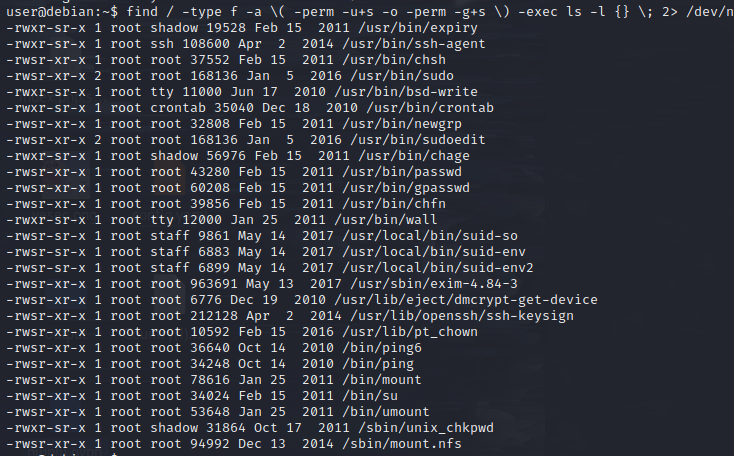 user@debian:~$ find / -type f -a \( -perm -u+s -o -perm -g+s \) -exec ls -l {} \; 2> /dev/n
-rwxr-sr-x 1 root shadow 19528 Feb 15  2011 /usr/bin/expiry
-rwxr-sr-x 1 root ssh 108600 Apr  2  2014 /usr/bin/ssh-agent
-rwsr-xr-x 1 root root 37552 Feb 15  2011 /usr/bin/chsh
-rwsr-xr-x 2 root root 168136 Jan  5  2016 /usr/bin/sudo
-rwxr-sr-x 1 root tty 11000 Jun 17  2010 /usr/bin/bsd-write
-rwxr-sr-x 1 root crontab 35040 Dec 18  2010 /usr/bin/crontab
-rwsr-xr-x 1 root root 32808 Feb 15  2011 /usr/bin/newgrp
-rwsr-xr-x 2 root root 168136 Jan  5  2016 /usr/bin/sudoedit
-rwxr-sr-x 1 root shadow 56976 Feb 15  2011 /usr/bin/chage
-rwsr-xr-x 1 root root 43280 Feb 15  2011 /usr/bin/passwd
-rwsr-xr-x 1 root root 60208 Feb 15  2011 /usr/bin/gpasswd
-rwsr-xr-x 1 root root 39856 Feb 15  2011 /usr/bin/chfn
-rwxr-sr-x 1 root tty 12000 Jan 25  2011 /usr/bin/wall
-rwsr-sr-x 1 root staff 9861 May 14  2017 /usr/local/bin/suid-so
-rwsr-sr-x 1 root staff 6883 May 14  2017 /usr/local/bin/suid-env
-rwsr-sr-x 1 root staff 6899 May 14  2017 /usr/local/bin/suid-env2
-rwsr-xr-x 1 root root 963691 May 13  2017 /usr/sbin/exim-4.84-3
-rwsr-xr-x 1 root root 6776 Dec 19  2010 /usr/lib/eject/dmcrypt-get-device
-rwsr-xr-x 1 root root 212128 Apr  2  2014 /usr/lib/openssh/ssh-keysign
-rwsr-xr-x 1 root root 10592 Feb 15  2016 /usr/lib/pt_chown
-rwsr-xr-x 1 root root 36640 Oct 14  2010 /bin/ping6
-rwsr-xr-x 1 root root 34248 Oct 14  2010 /bin/ping
-rwsr-xr-x 1 root root 78616 Jan 25  2011 /bin/mount
-rwsr-xr-x 1 root root 34024 Feb 15  2011 /bin/su
-rwsr-xr-x 1 root root 53648 Jan 25  2011 /bin/umount
-rwxr-sr-x 1 root shadow 31864 Oct 17  2011 /sbin/unix_chkpwd
-rwsr-xr-x 1 root root 94992 Dec 13  2014 /sbin/mount.nfs